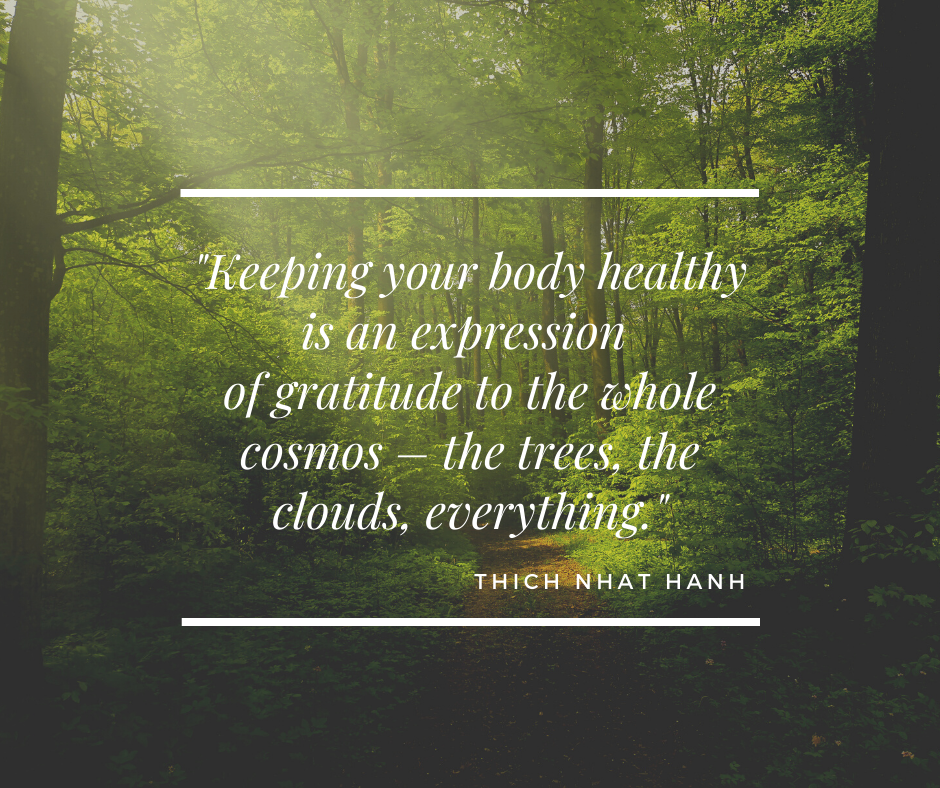 "Keeping your body healthy
is an expression
of gratitude to the whole
cosmos — the trees, the
clouds, everything."
THICH NHAT HANH